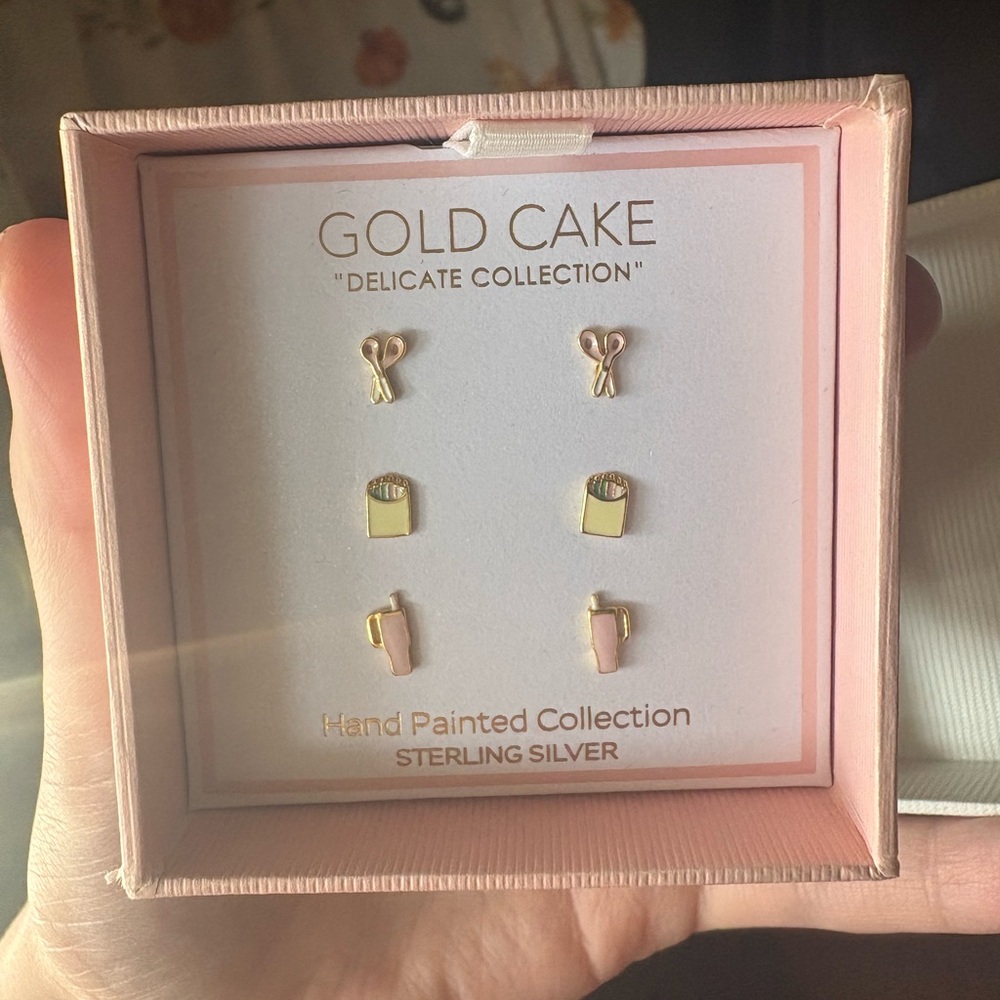 GOLD CAKE
"DELICATE COLLECTION"
Hand Painted Collection
STERLING SILVER